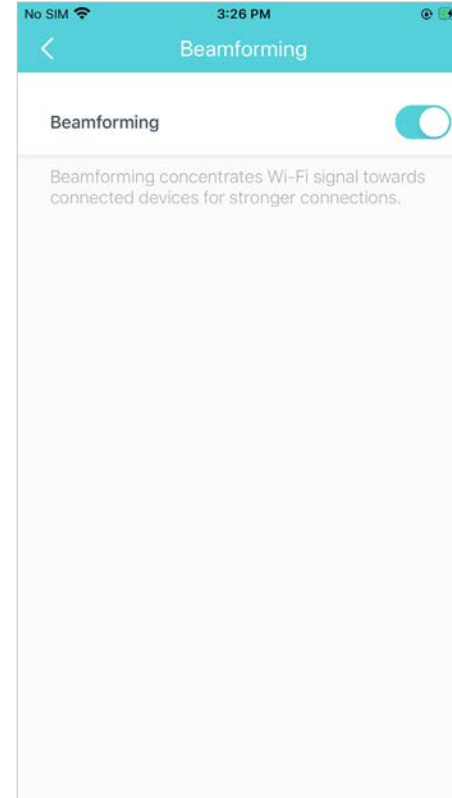 No SIM 3:26 PM
Beamforming
Beamforming
Beamforming concentrates Wi-Fi signal towards
connected devices for stronger connections.